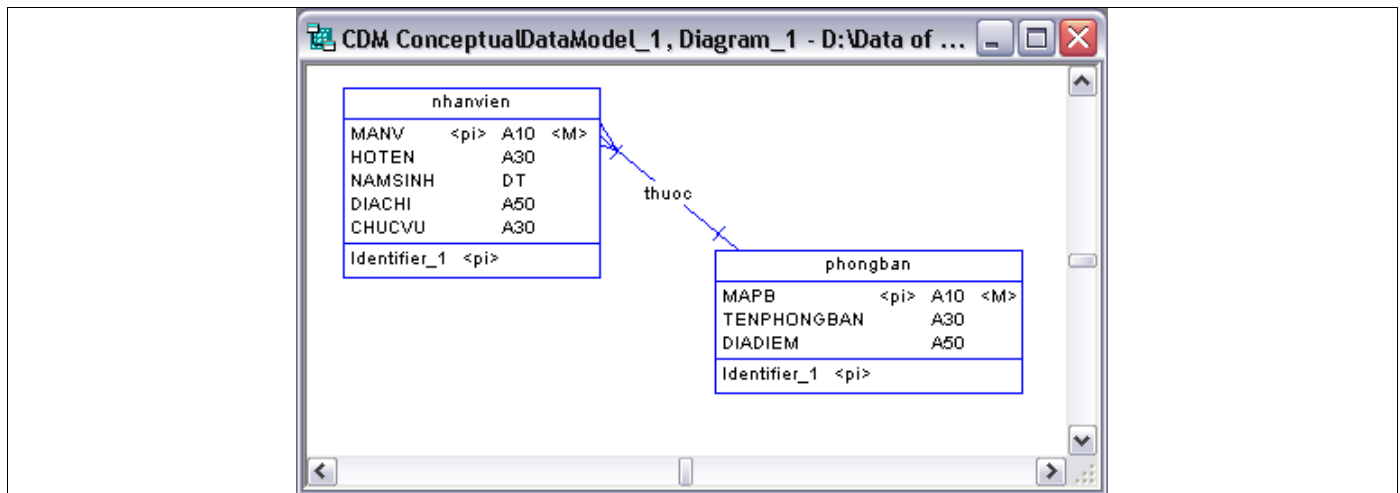 CDM ConceptualDataModel_1, Diagram_1 - D:\Data of ...
nhanvien
MANV <pi> A10 <M>
HOTEN A30
NAMSINH DT
DIACHI A50
CHUCVU A30
Identifier_1 <pi>
thuoc
phongban
MAPB <pi> A10 <M>
TENPHONGBAN A30
DIADIEM A50
Identifier_1 <pi>